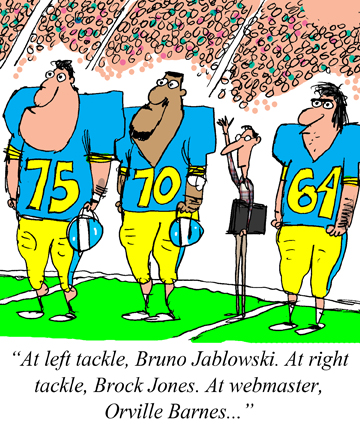 75 70 64
“At left tackle, Bruno Jablowski. At right
tackle, Brock Jones. At webmaster,
Orville Barnes...”